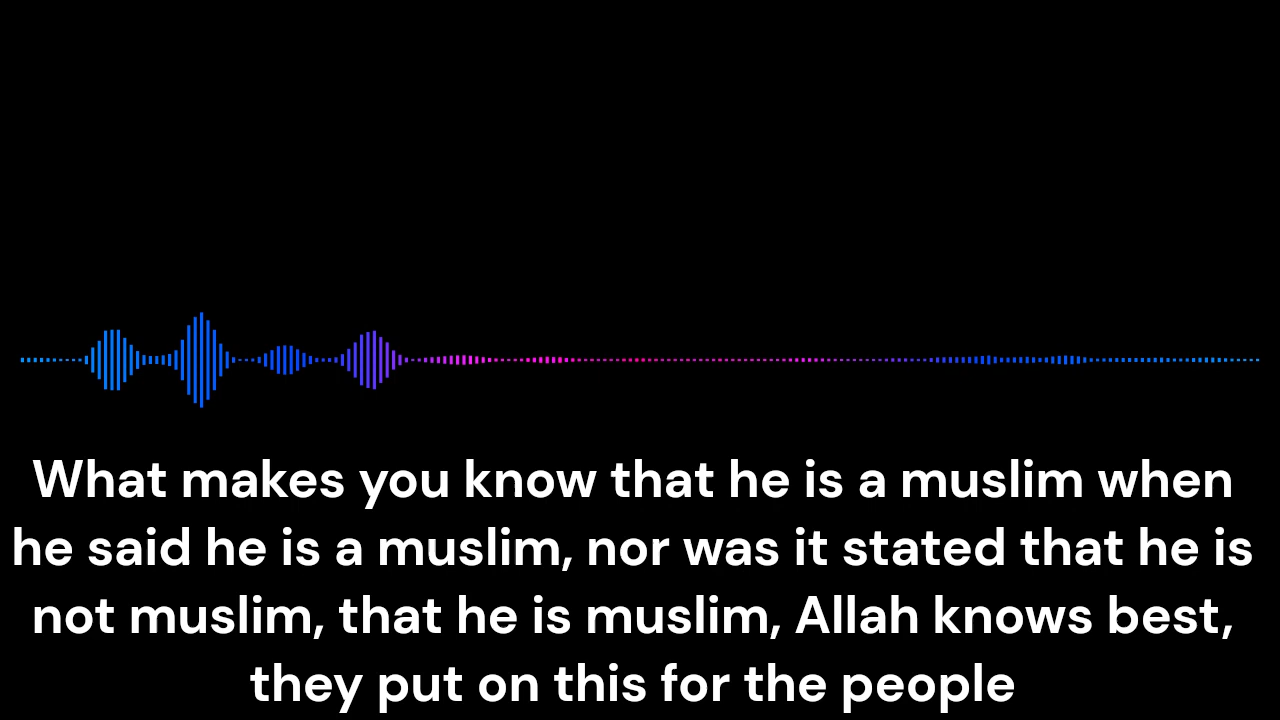 What makes you know that he is a muslim when
he said he is a muslim, nor was it stated that he is
not muslim, that he is muslim, Allah knows best,
they put on this for the people